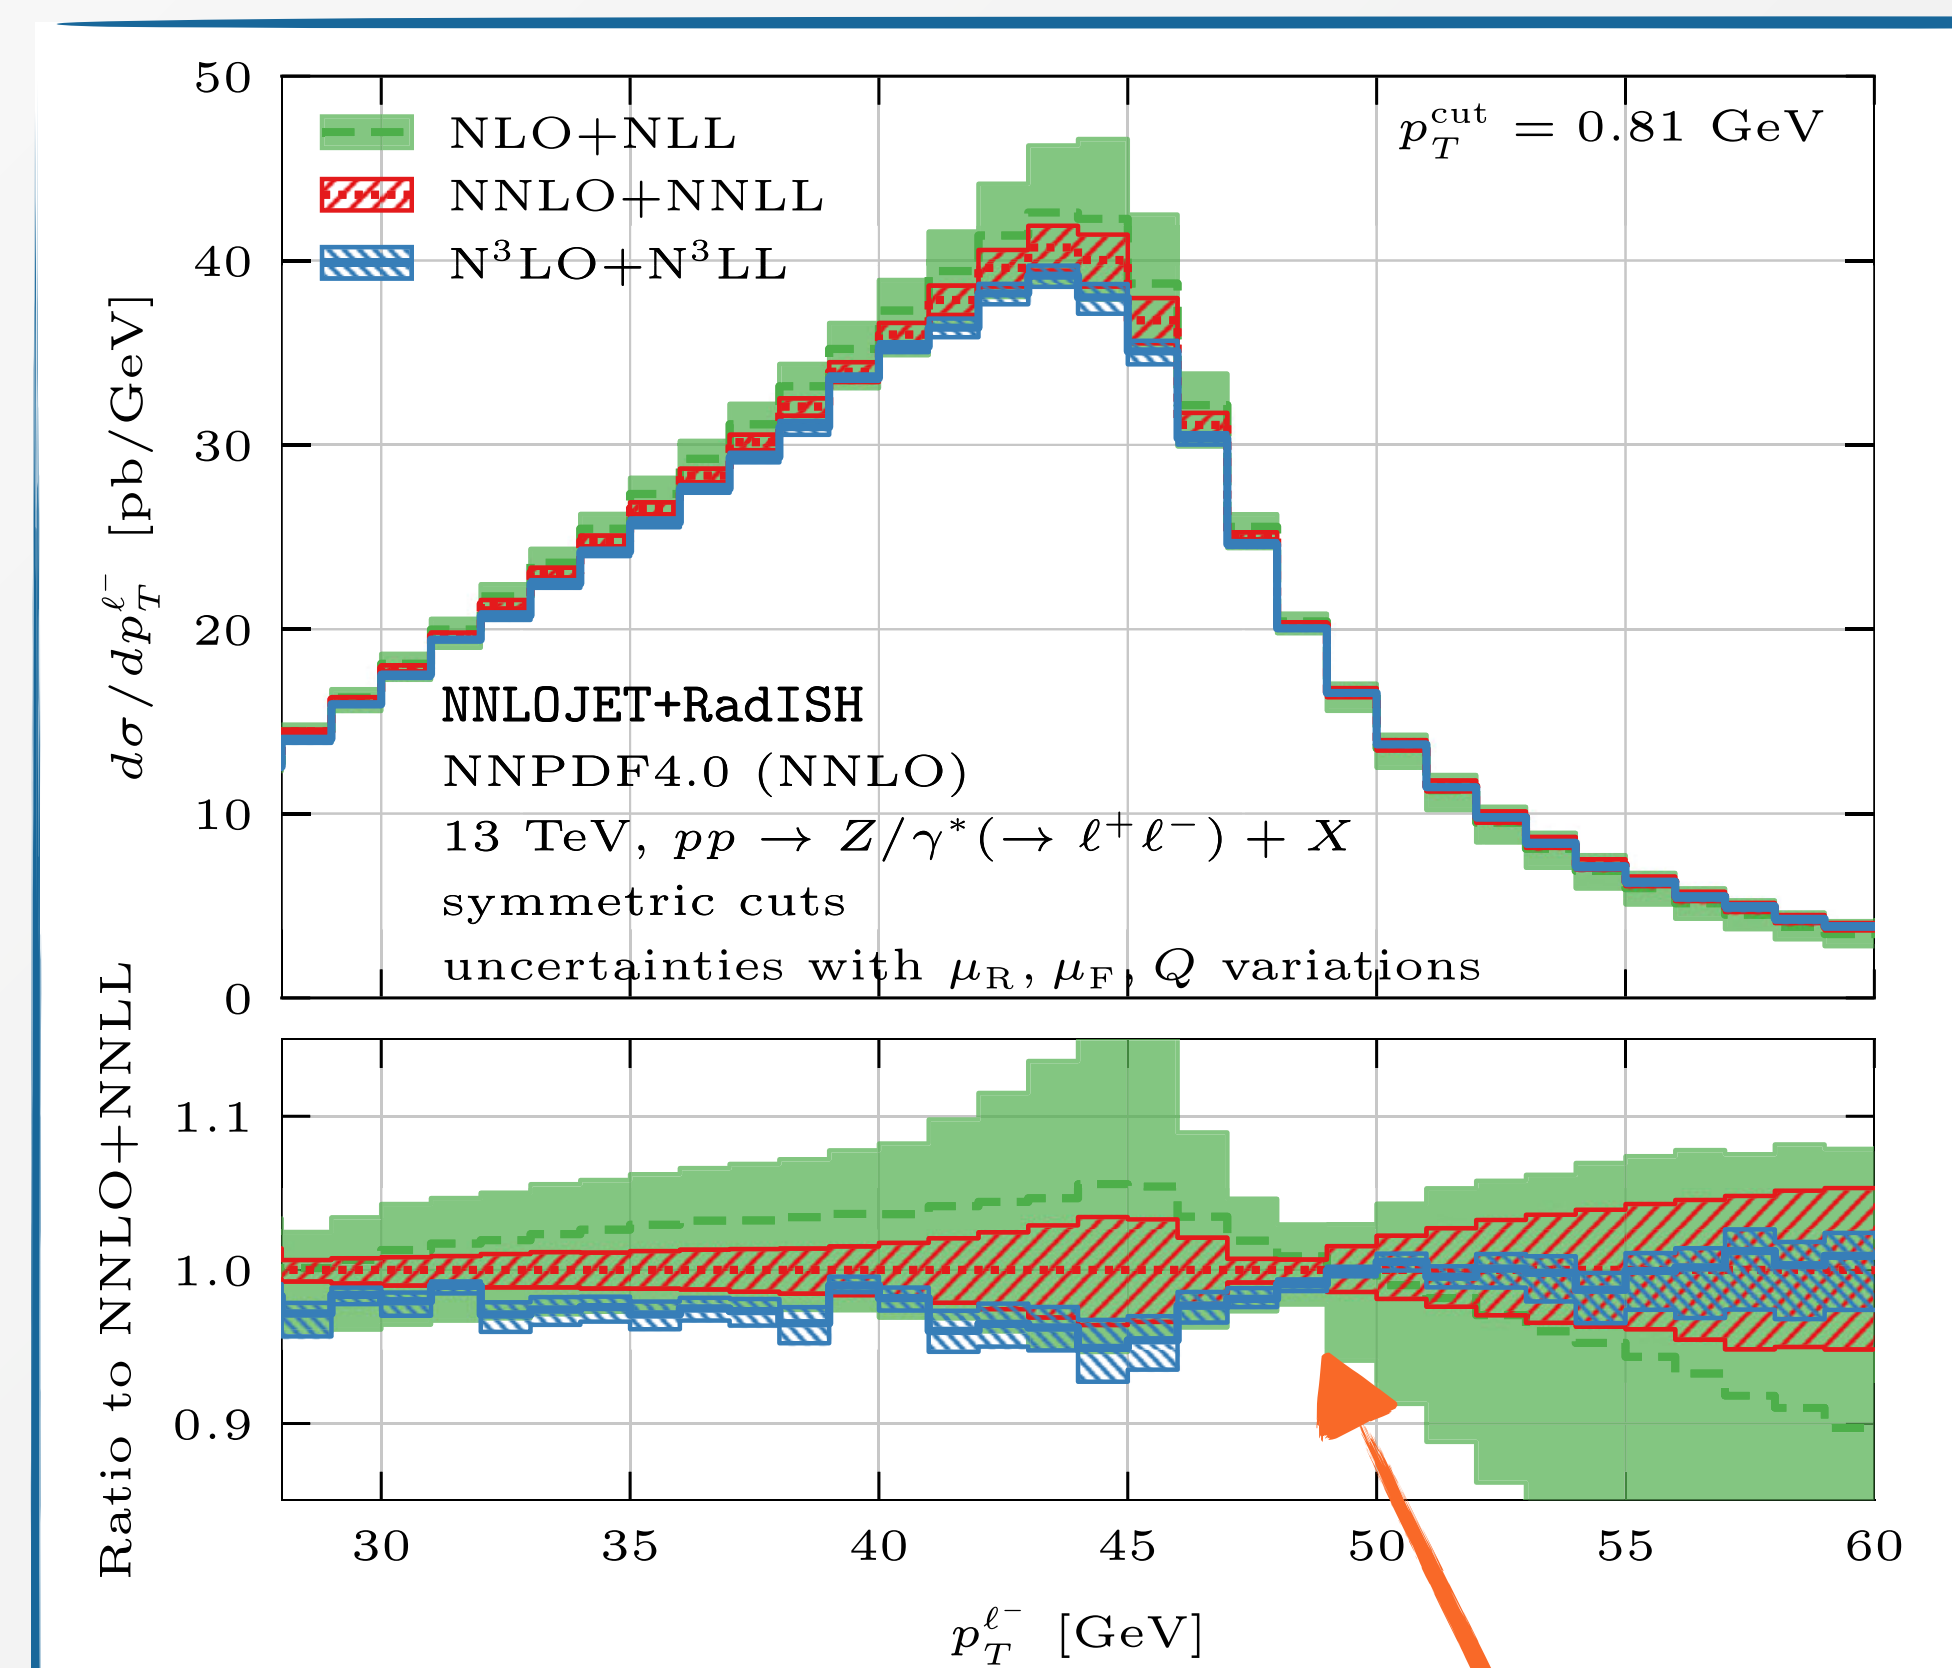 50
40
30
20
10
0
dσ/dp_T^{ℓ^-} [pb/GeV]
NLO+NLL
NNLO+NNLL
N³LO+N³LL
p_T^{cut} = 0.81 GeV
NNLOJET+RadISH
NNPDF4.0 (NNLO)
13 TeV, pp → Z/γ*(→ ℓ⁺ℓ⁻) + X
symmetric cuts
uncertainties with μ_R, μ_F, Q variations
Ratio to NNLO+NNLL
1.1
1.0
0.9
30 35 40 45 50 55 60
p_T^{ℓ^-} [GeV]